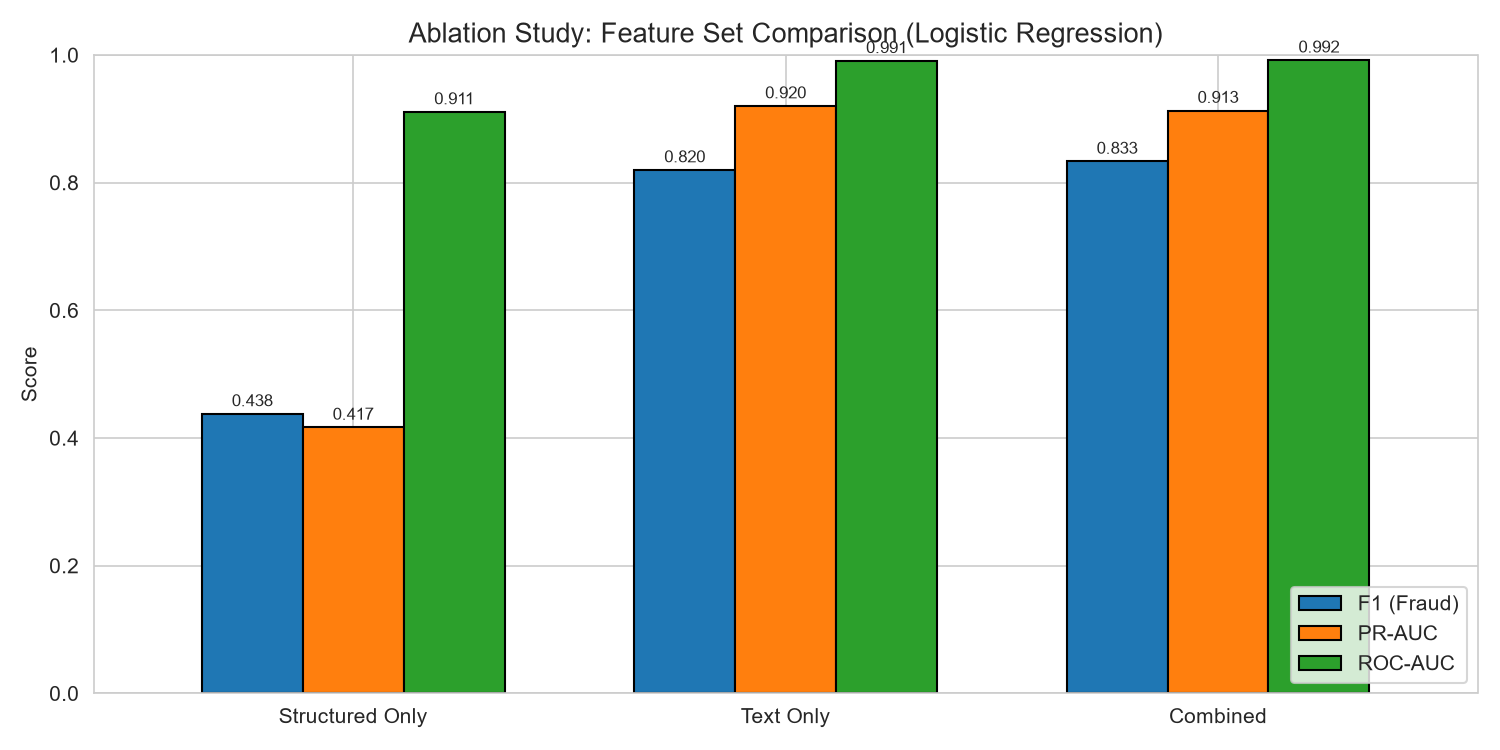 Ablation Study: Feature Set Comparison (Logistic Regression)
0.991
0.992
1.0
0.911
0.920
0.913
0.820
0.833
0.8
0.6
Score
0.438
0.417
0.4
0.2
0.0
F1 (Fraud)
PR-AUC
ROC-AUC
Structured Only
Text Only
Combined